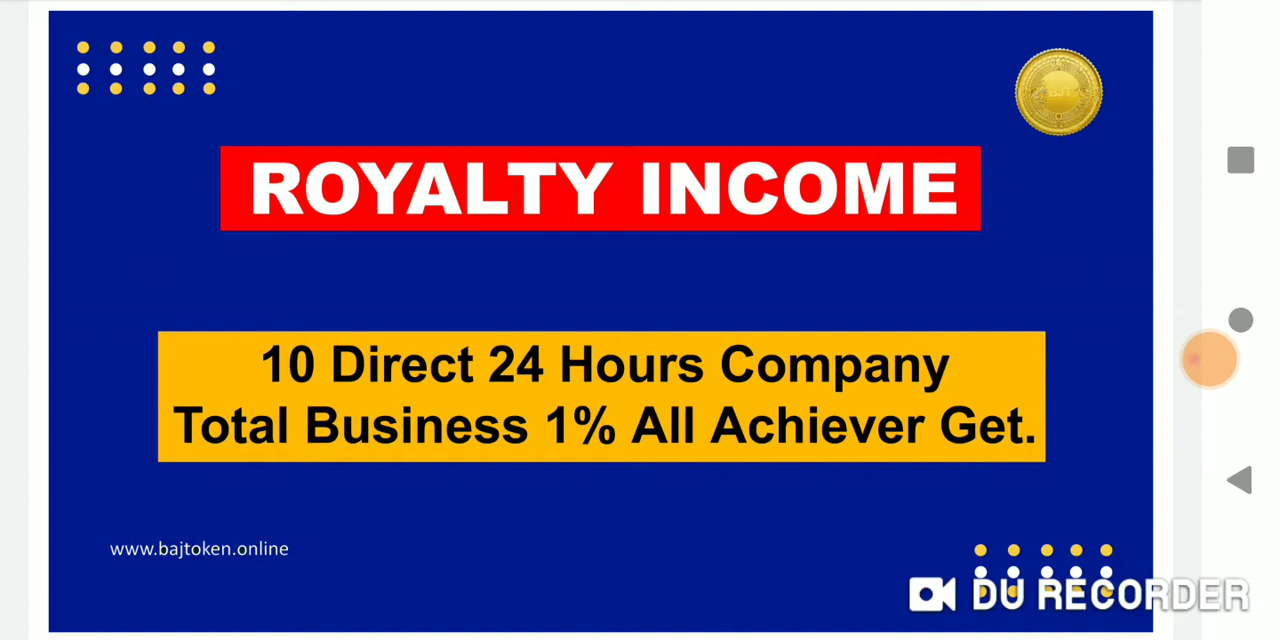 ROYALTY INCOME
10 Direct 24 Hours Company
Total Business 1% All Achiever Get.
www.bajtoken.online
DU RECORDER